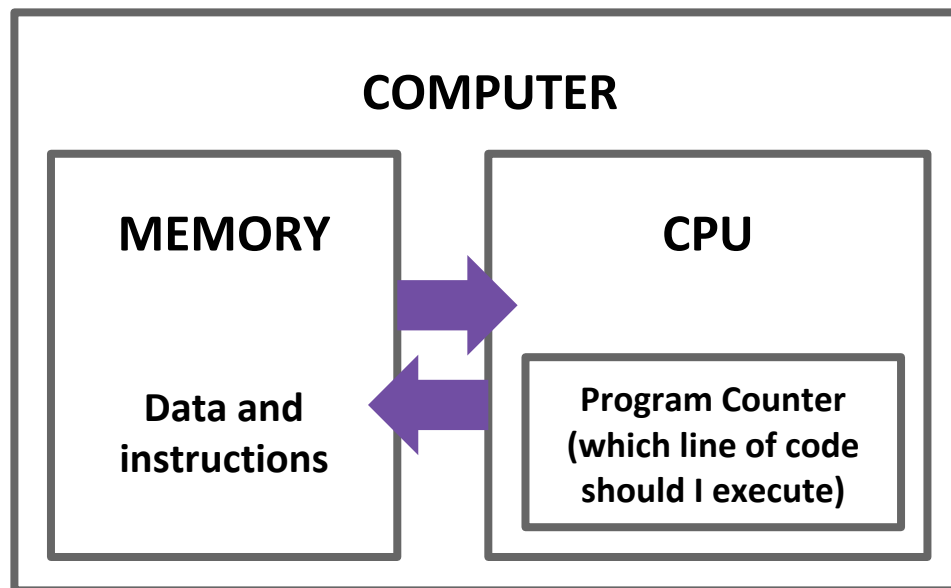 COMPUTER
MEMORY
Data and
instructions
CPU
Program Counter
(which line of code
should I execute)